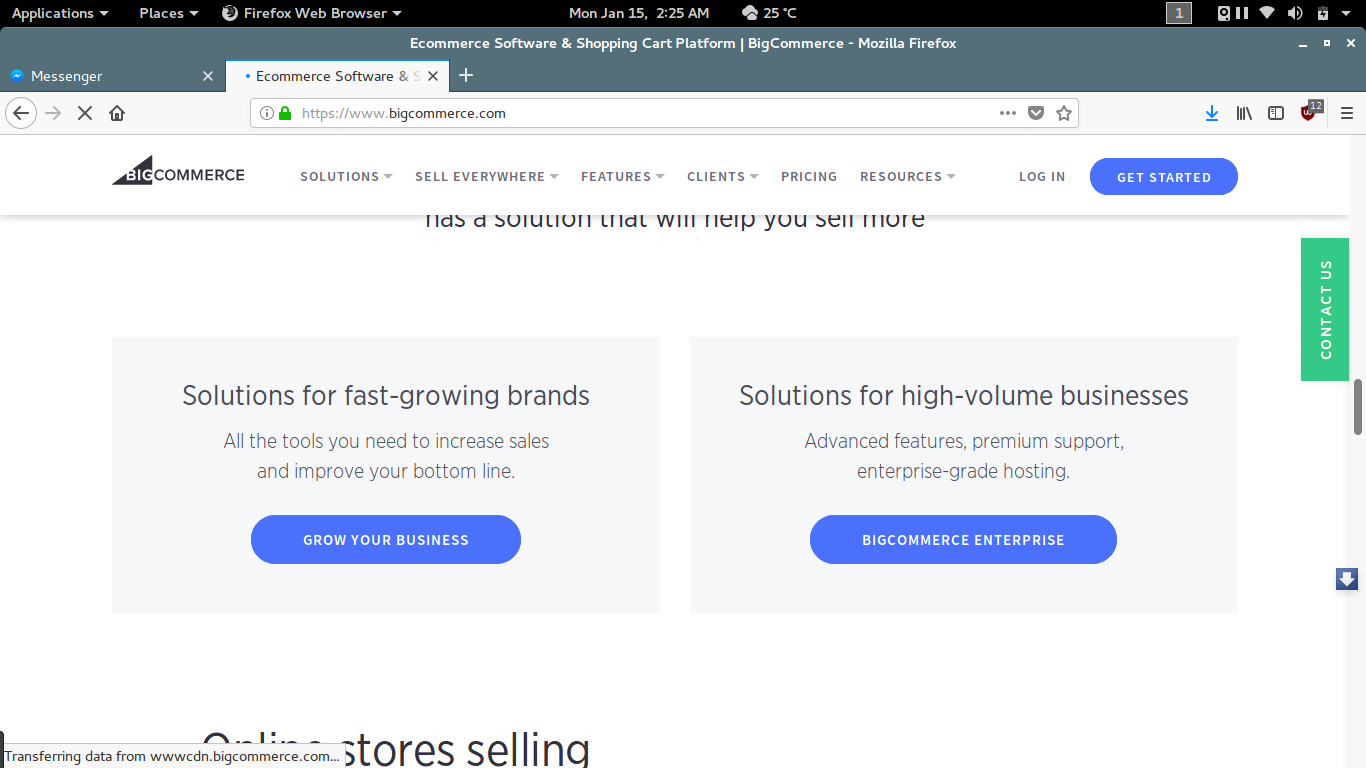 Applications Places Firefox Web Browser Mon Jan 15, 2:25 AM 25 °C 1
Ecommerce Software & Shopping Cart Platform | BigCommerce - Mozilla Firefox
Messenger Ecommerce Software & S
https://www.bigcommerce.com 12
BIGCOMMERCE SOLUTIONS SELL EVERYWHERE FEATURES CLIENTS PRICING RESOURCES LOG IN GET STARTED
has a solution that will help you sell more
CONTACT US
Solutions for fast-growing brands
All the tools you need to increase sales
and improve your bottom line.
GROW YOUR BUSINESS
Solutions for high-volume businesses
Advanced features, premium support,
enterprise-grade hosting.
BIGCOMMERCE ENTERPRISE
Online stores selling
Transferring data from wwwcdn.bigcommerce.com...